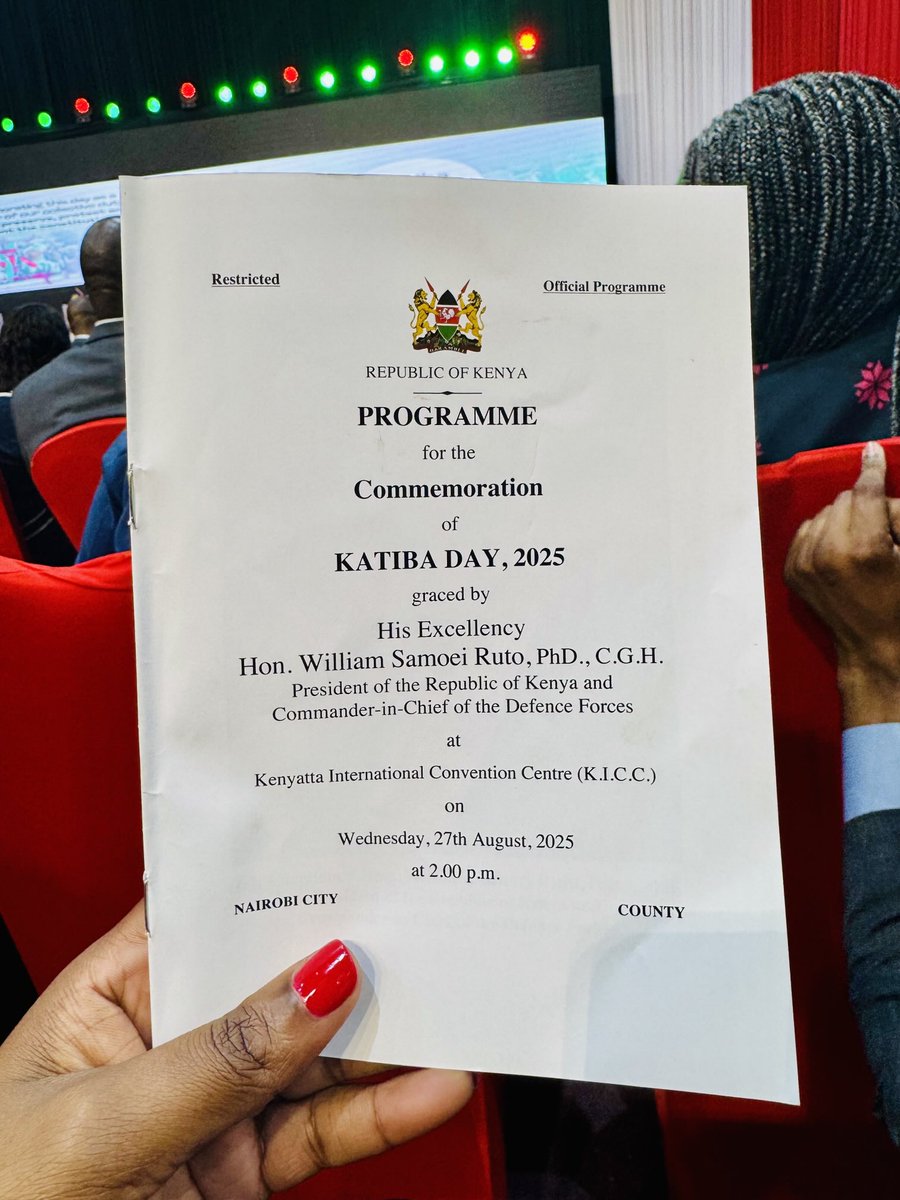 Restricted
Official Programme
HARAMBEE
REPUBLIC OF KENYA
PROGRAMME
for the
Commemoration
of
KATIBA DAY, 2025
graced by
His Excellency
Hon. William Samoei Ruto, PhD., C.G.H.
President of the Republic of Kenya and
Commander-in-Chief of the Defence Forces
at
Kenyatta International Convention Centre (K.I.C.C.)
on
Wednesday, 27th August, 2025
at 2.00 p.m.
NAIROBI CITY COUNTY